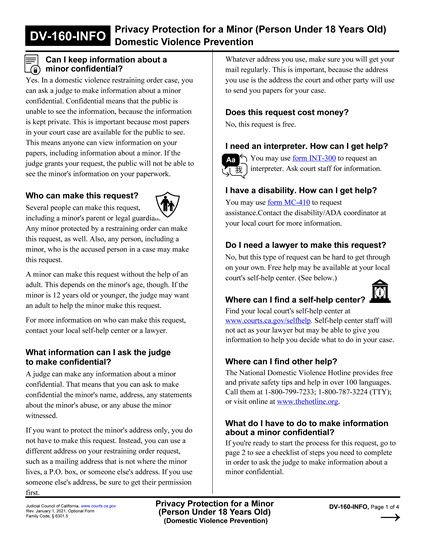 DV-160-INFO
Privacy Protection for a Minor (Person Under 18 Years Old)
Domestic Violence Prevention
Can I keep information about a
minor confidential?
Yes. In a domestic violence restraining order case, you
can ask a judge to make information about a minor
confidential. Confidential means that the public is
unable to see the information, because the information
is kept private. This is important because most papers
in your court case are available for the public to see.
This means anyone can view information on your
papers, including information about a minor. If the
judge grants your request, the public will not be able to
see the minor's information on your paperwork.
Who can make this request?
Several people can make this request,
including a minor's parent or legal guardian.
Any minor protected by a restraining order can make
this request, as well. Also, any person, including a
minor, who is the accused person in a case may make
this request.
A minor can make this request without the help of an
adult. This depends on the minor's age, though. If the
minor is 12 years old or younger, the judge may want
an adult to help the minor make this request.
For more information on who can make this request,
contact your local self-help center or a lawyer.
What information can I ask the judge
to make confidential?
A judge can make any information about a minor
confidential. That means that you can ask to make
confidential the minor's name, address, any statements
about the minor's abuse, or any abuse the minor
witnessed.
If you want to protect the minor's address only, you do
not have to make this request. Instead, you can use a
different address on your restraining order request,
such as a mailing address that is not where the minor
lives, a P.O. box, or someone else's address. If you use
someone else's address, be sure to get their permission
first.
Whatever address you use, make sure you will get your
mail regularly. This is important, because the address
you use is the address the court and other party will use
to send you papers for your case.
Does this request cost money?
No, this request is free.
I need an interpreter. How can I get help?
Aa
You may use form INT-300 to request an
interpreter. Ask court staff for information.
I have a disability. How can I get help?
You may use form MC-410 to request
assistance.Contact the disability/ADA coordinator at
your local court for more information.
Do I need a lawyer to make this request?
No, but this type of request can be hard to get through
on your own. Free help may be available at your local
court's self-help center. (See below.)
Where can I find a self-help center?
Find your local court's self-help center at
www.courts.ca.gov/selfhelp. Self-help center staff will
not act as your lawyer but may be able to give you
information to help you decide what to do in your case.
Where can I find other help?
The National Domestic Violence Hotline provides free
and private safety tips and help in over 100 languages.
Call them at 1-800-799-7233; 1-800-787-3224 (TTY);
or visit online at www.thehotline.org.
What do I have to do to make information
about a minor confidential?
If you're ready to start the process for this request, go to
page 2 to see a checklist of steps you need to complete
in order to ask the judge to make information about a
minor confidential.
Judicial Council of California, www.courts.ca.gov
Rev. January 1, 2021, Optional Form
Family Code, § 6301.5
Privacy Protection for a Minor
(Person Under 18 Years Old)
(Domestic Violence Prevention)
DV-160-INFO, Page 1 of 4